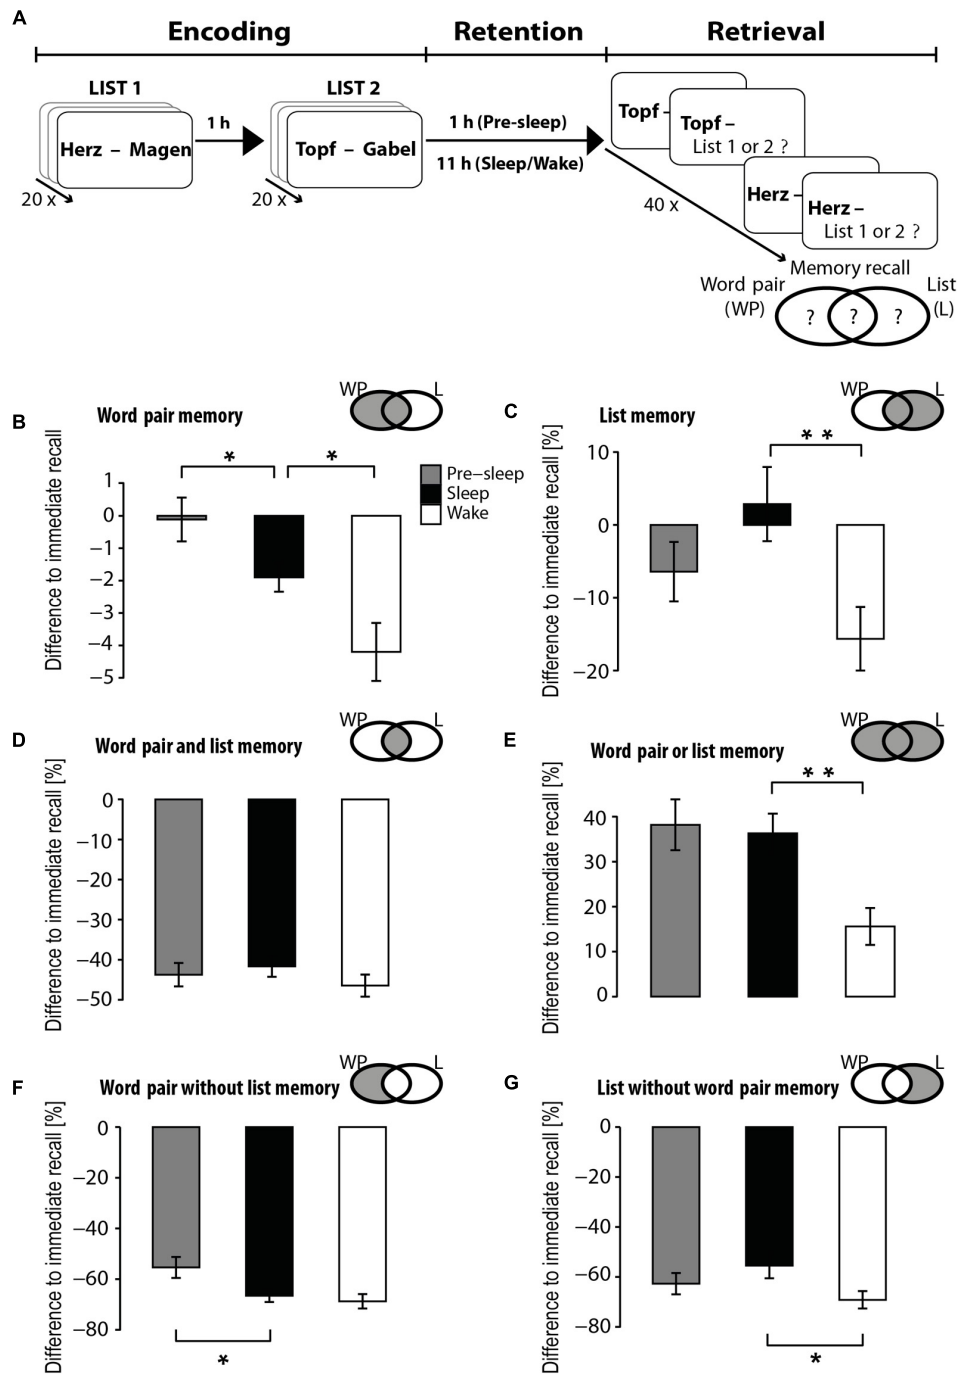 A
Encoding
Retention
Retrieval
LIST 1
LIST 2
Herz – Magen
1 h
Topf – Gabel
1 h (Pre-sleep)
11 h (Sleep/Wake)
20 x
20 x
Topf –
Topf –
List 1 or 2 ?
Herz –
Herz –
List 1 or 2 ?
40 x
Memory recall
Word pair
(WP)
List
(L)
? ? ?
B
Word pair memory
WP L
Difference to immediate recall
1
0
−1
−2
−3
−4
−5
* *
Pre−sleep
Sleep
Wake
C
List memory
WP L
Difference to immediate recall [%]
10
0
−10
−20
* *
D
Word pair and list memory
WP L
Difference to immediate recall [%]
0
−10
−20
−30
−40
−50
E
Word pair or list memory
WP L
Difference to immediate recall [%]
40
30
20
10
0
* *
F
Word pair without list memory
WP L
Difference to immediate recall [%]
0
−20
−40
−60
−80
*
G
List without word pair memory
WP L
Difference to immediate recall [%]
0
−20
−40
−60
−80
*